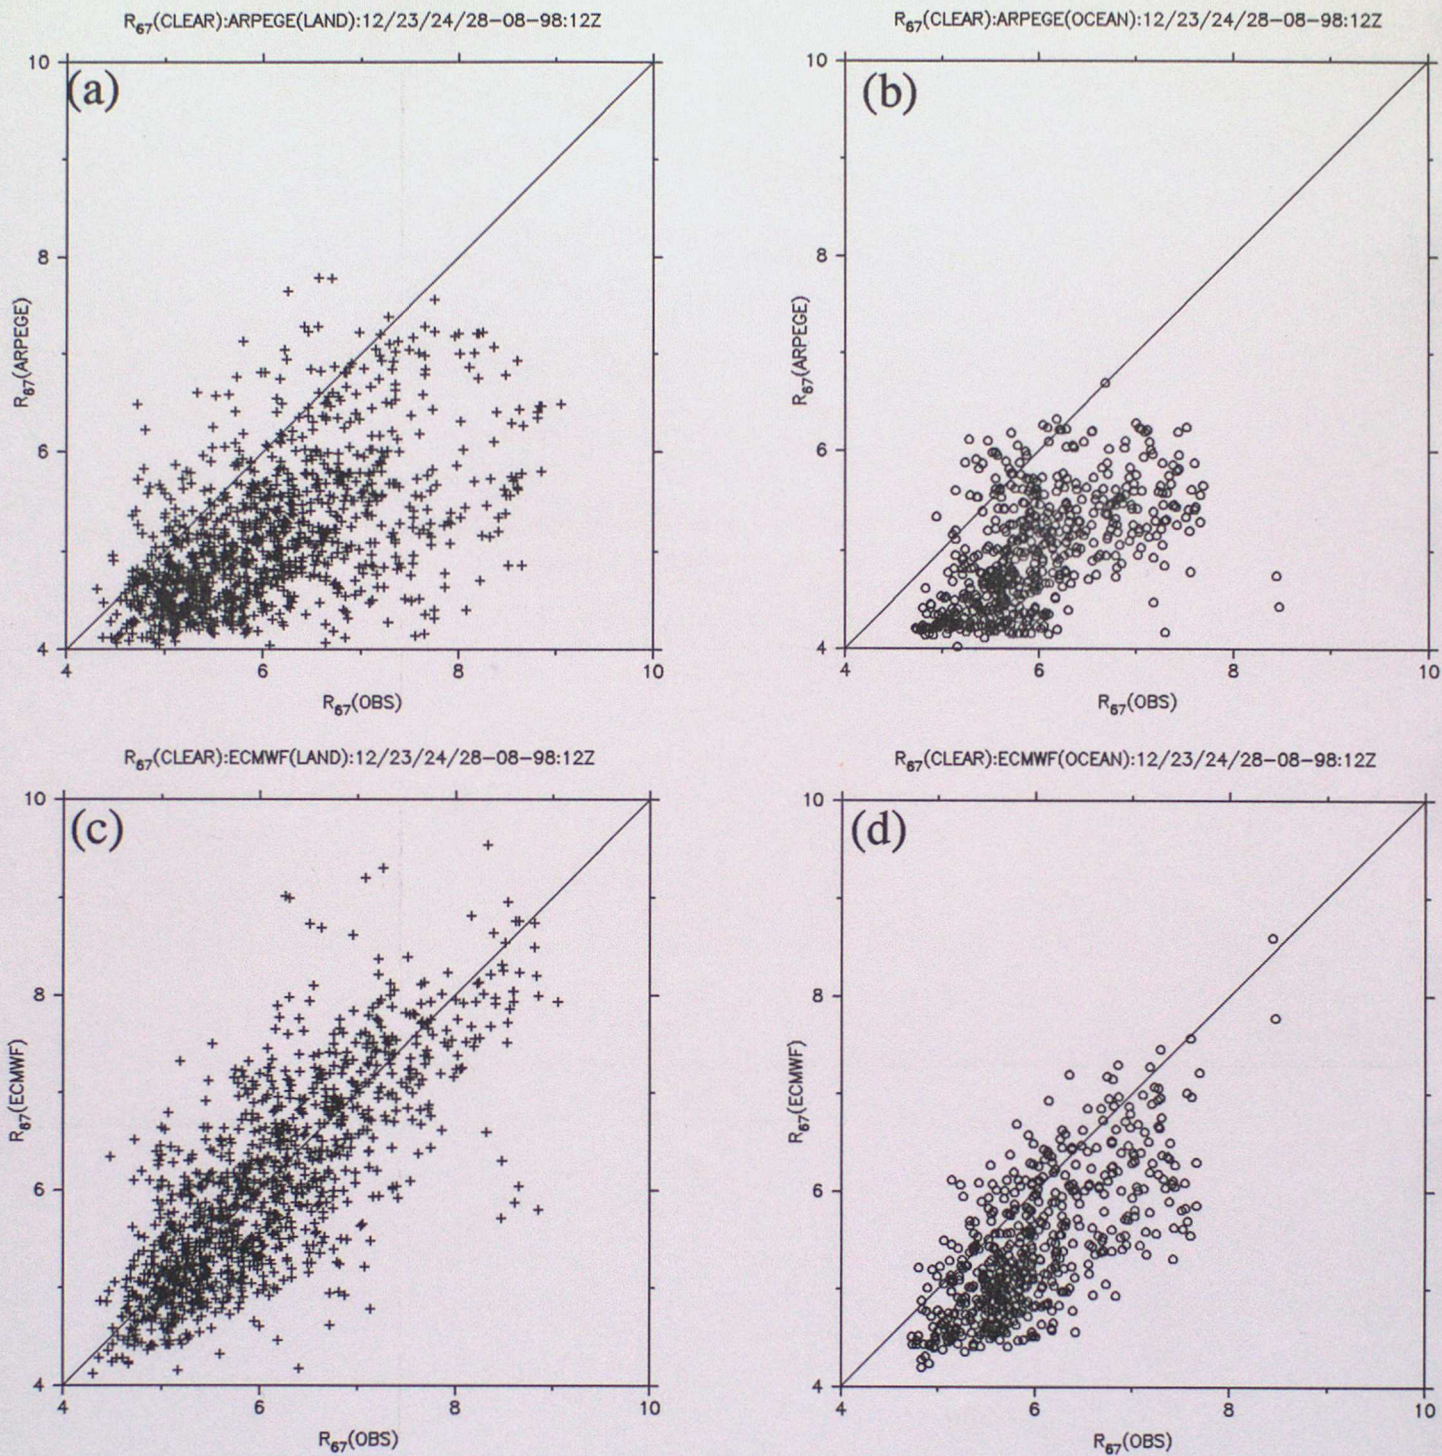 R67(CLEAR):ARPEGE(LAND):12/23/24/28-08-98:12Z
(a)
10
8
6
4
R67(ARPEGE)
4 6 8 10
R67(OBS)
R67(CLEAR):ARPEGE(OCEAN):12/23/24/28-08-98:12Z
(b)
10
8
6
4
R67(ARPEGE)
4 6 8 10
R67(OBS)
R67(CLEAR):ECMWF(LAND):12/23/24/28-08-98:12Z
(c)
10
8
6
4
R67(ECMWF)
4 6 8 10
R67(OBS)
R67(CLEAR):ECMWF(OCEAN):12/23/24/28-08-98:12Z
(d)
10
8
6
4
R67(ECMWF)
4 6 8 10
R67(OBS)